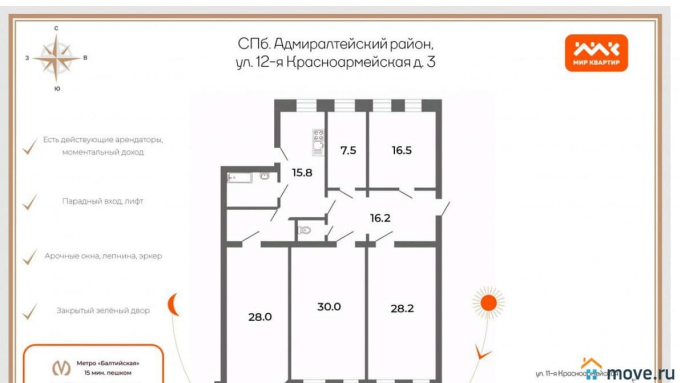 С
З В
Ю
СПб. Адмиралтейский район,
ул. 12-я Красноармейская д. 3
МИР КВАРТИР
Есть действующие арендаторы,
моментальный доход
Парадный вход, лифт
Арочные окна, лепнина, эркер
Закрытый зеленый двор
Метро «Балтийская»
15 мин. пешком
7.5
16.5
15.8
16.2
28.0
30.0
28.2
ул. 11-я Красноармейская
move.ru